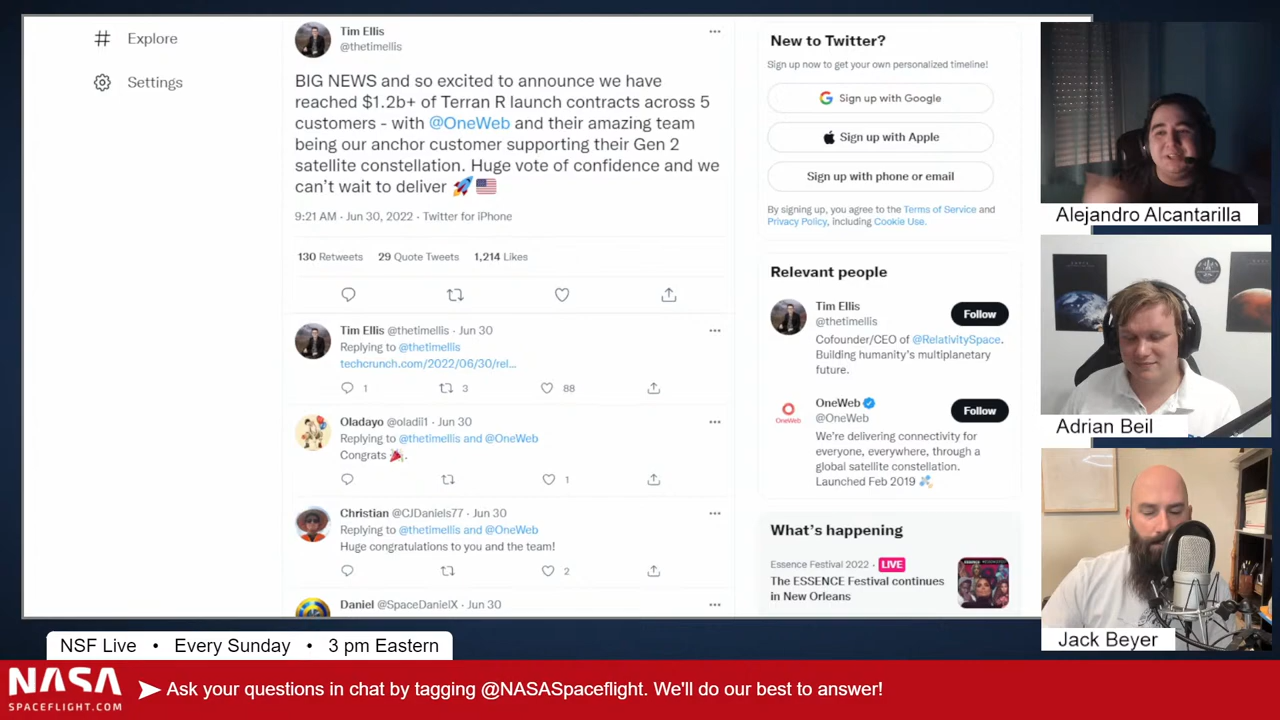 Explore
Settings
Tim Ellis
@thetimellis
BIG NEWS and so excited to announce we have
reached $1.2b+ of Terran R launch contracts across 5
customers - with @OneWeb and their amazing team
being our anchor customer supporting their Gen 2
satellite constellation. Huge vote of confidence and we
can't wait to deliver 🚀🇺🇸
9:21 AM · Jun 30, 2022 · Twitter for iPhone
130 Retweets 29 Quote Tweets 1,214 Likes
Tim Ellis @thetimellis · Jun 30
Replying to @thetimellis
techcrunch.com/2022/06/30/rel...
1 3 88
Oladayo @oladii1 · Jun 30
Replying to @thetimellis and @OneWeb
Congrats 🎉.
1
Christian @CJDaniels77 · Jun 30
Replying to @thetimellis and @OneWeb
Huge congratulations to you and the team!
2
Daniel @SpaceDanielX · Jun 30
New to Twitter?
Sign up now to get your own personalized timeline!
Sign up with Google
Sign up with Apple
Sign up with phone or email
By signing up, you agree to the Terms of Service and
Privacy Policy, including Cookie Use.
Relevant people
Tim Ellis
@thetimellis
Follow
Cofounder/CEO of @RelativitySpace.
Building humanity's multiplanetary
future.
OneWeb
OneWeb
@OneWeb
Follow
We're delivering connectivity for
everyone, everywhere, through a
global satellite constellation.
Launched Feb 2019 🛰️
What's happening
Essence Festival 2022 · LIVE
The ESSENCE Festival continues
in New Orleans
Alejandro Alcantarilla
Adrian Beil
Jack Beyer
NSF Live • Every Sunday • 3 pm Eastern
NASA
SPACEFLIGHT.COM
Ask your questions in chat by tagging @NASASpaceflight. We'll do our best to answer!